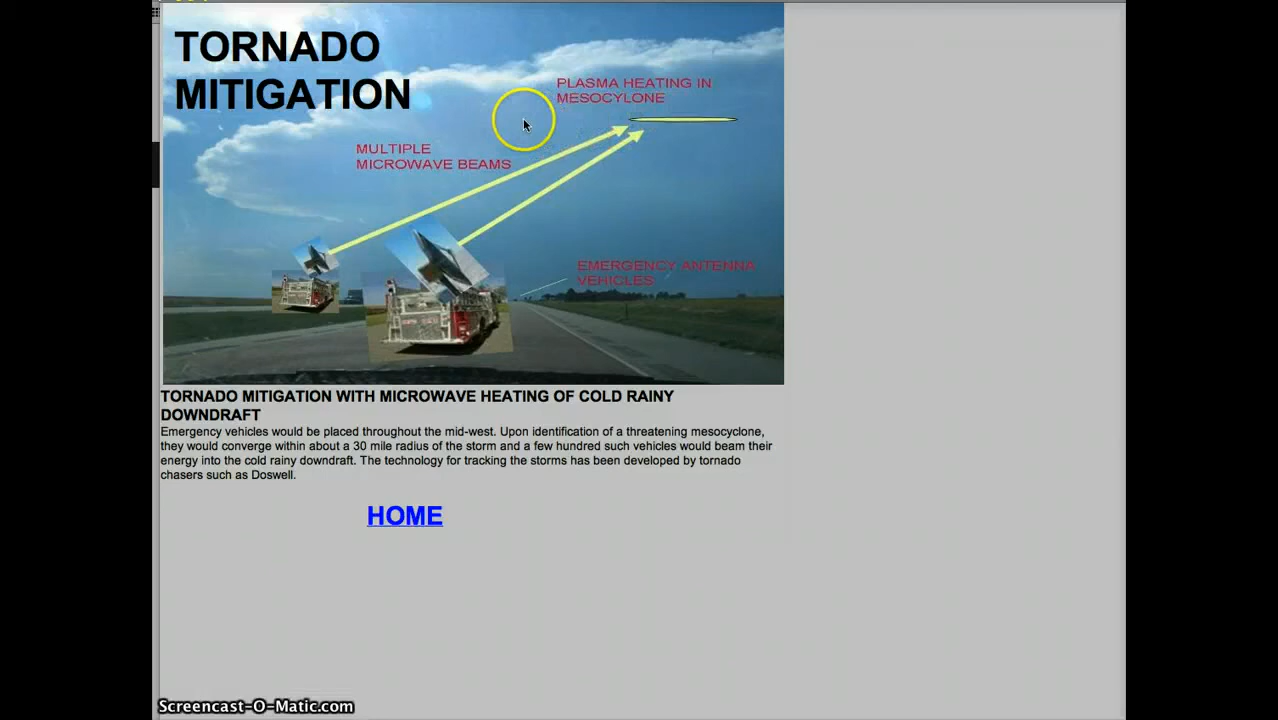 TORNADO
MITIGATION
PLASMA HEATING IN
MESOCYLONE
MULTIPLE
MICROWAVE BEAMS
EMERGENCY ANTENNA
VEHICLES
TORNADO MITIGATION WITH MICROWAVE HEATING OF COLD RAINY
DOWNDRAFT
Emergency vehicles would be placed throughout the mid-west. Upon identification of a threatening mesocyclone,
they would converge within about a 30 mile radius of the storm and a few hundred such vehicles would beam their
energy into the cold rainy downdraft. The technology for tracking the storms has been developed by tornado
chasers such as Doswell.
HOME
Screencast-O-Matic.com